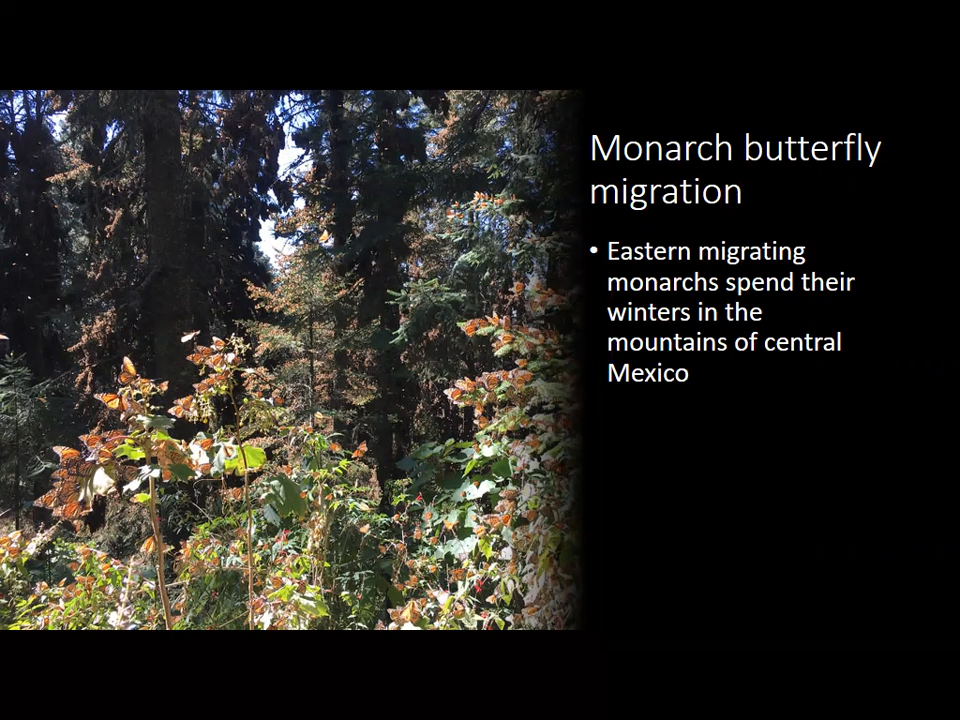 Monarch butterfly
migration
• Eastern migrating
monarchs spend their
winters in the
mountains of central
Mexico